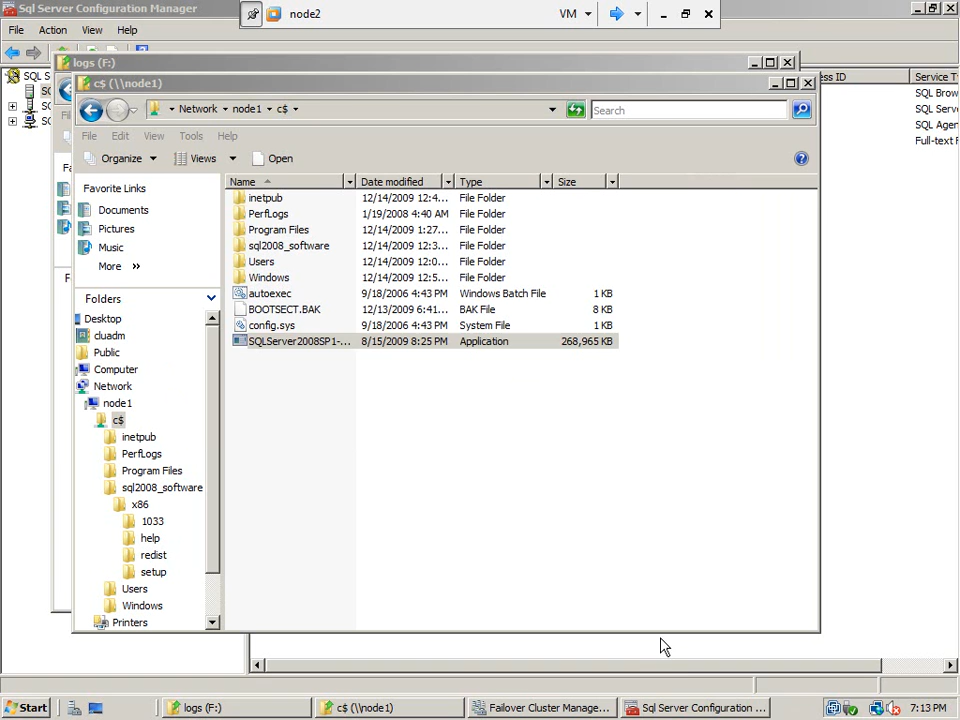 Sql Server Configuration Manager
node2
VM
File Action View Help
logs (F:)
c$ (\\node1)
SQL S
SC
SC
ss ID
Service T
SQL Brow
SQL Serve
SQL Agen
Full-text F
Network node1 c$
Search
File Edit View Tools Help
Organize Views Open
Favorite Links
Documents
Pictures
Music
More »
Folders
Desktop
cluadm
Public
Computer
Network
node1
c$
inetpub
PerfLogs
Program Files
sql2008_software
x86
1033
help
redist
setup
Users
Windows
Printers
Name Date modified Type Size
inetpub 12/14/2009 12:4... File Folder
PerfLogs 1/19/2008 4:40 AM File Folder
Program Files 12/14/2009 1:27... File Folder
sql2008_software 12/14/2009 12:3... File Folder
Users 12/14/2009 12:0... File Folder
Windows 12/14/2009 12:5... File Folder
autoexec 9/18/2006 4:43 PM Windows Batch File 1 KB
BOOTSECT.BAK 12/13/2009 6:41... BAK File 8 KB
config.sys 9/18/2006 4:43 PM System File 1 KB
SQLServer2008SP1-... 8/15/2009 8:25 PM Application 268,965 KB
Start
logs (F:)
c$ (\\node1)
Failover Cluster Manage...
Sql Server Configuration ...
7:13 PM